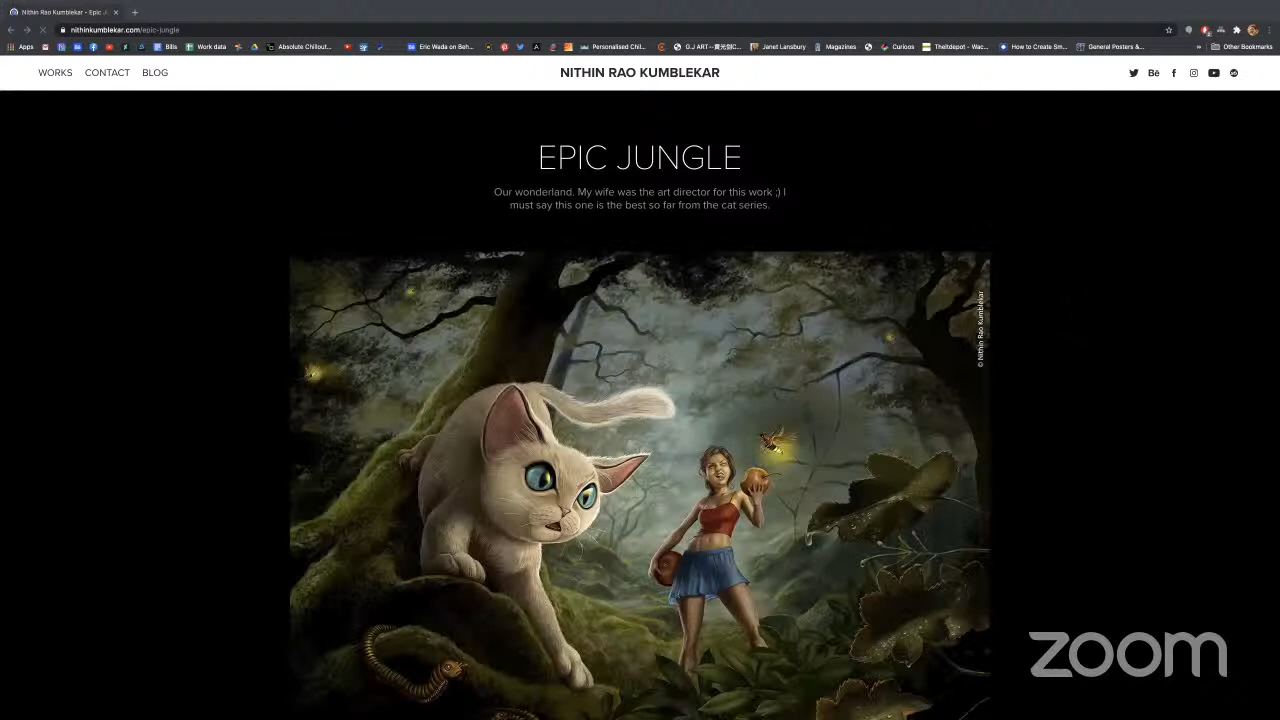 Nithin Rao Kumblekar - Epic J
nithinkumblekar.com/epic-jungle
Apps
Bills
Work data
Absolute Chillout...
Eric Wada on Beh...
Personalised Chil...
Janet Lansbury
Magazines
Curioos
Theitdepot - Wac...
How to Create Sm...
General Posters &...
»
Other Bookmarks
WORKS CONTACT BLOG
NITHIN RAO KUMBLEKAR
Bē
EPIC JUNGLE
Our wonderland. My wife was the art director for this work ;) I
must say this one is the best so far from the cat series.
© Nithin Rao Kumblekar
zoom